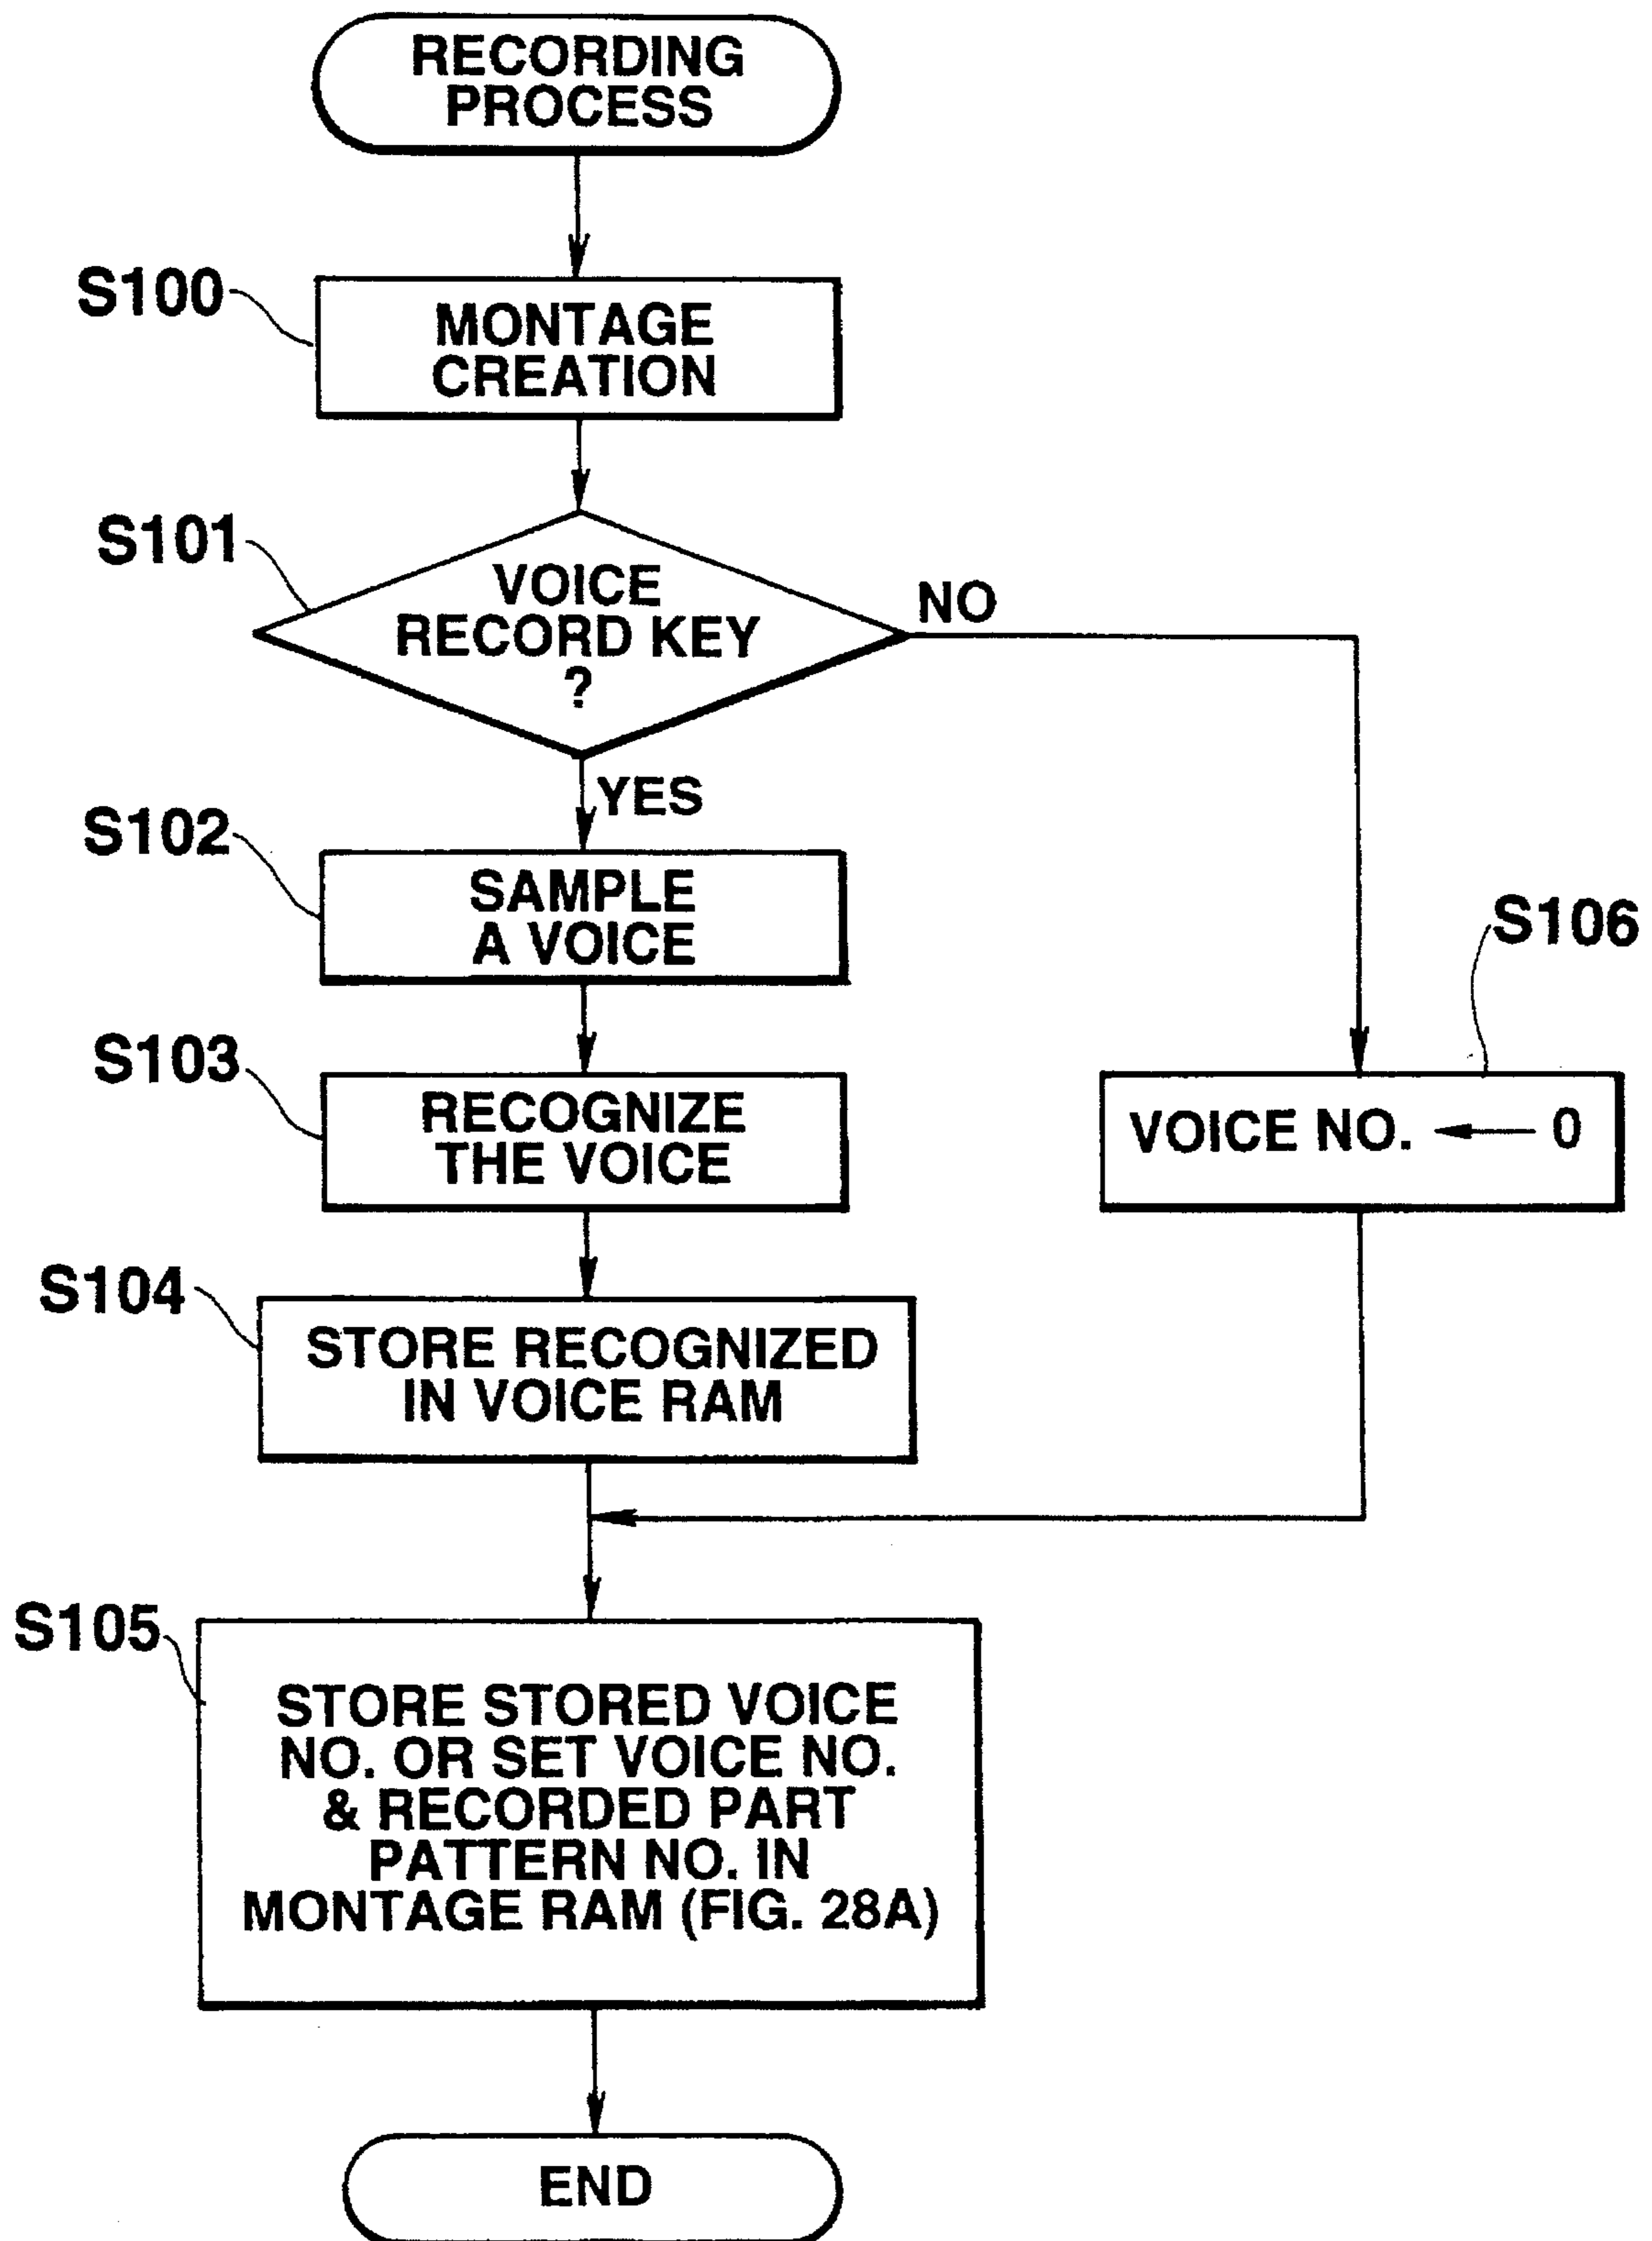 RECORDING
PROCESS
S100
MONTAGE
CREATION
S101
VOICE
RECORD KEY
?
NO
YES
S102
SAMPLE
A VOICE
S103
RECOGNIZE
THE VOICE
S106
VOICE NO. ← 0
S104
STORE RECOGNIZED
IN VOICE RAM
S105
STORE STORED VOICE
NO. OR SET VOICE NO.
& RECORDED PART
PATTERN NO. IN
MONTAGE RAM (FIG. 28A)
END